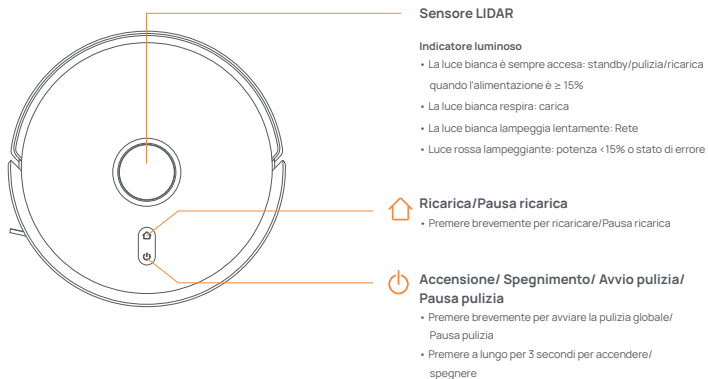 Sensore LIDAR
Indicatore luminoso
• La luce bianca è sempre accesa: standby/pulizia/ricarica
quando l'alimentazione è ≥ 15%
• La luce bianca respira: carica
• La luce bianca lampeggia lentamente: Rete
• Luce rossa lampeggiante: potenza <15% o stato di errore
Ricarica/Pausa ricarica
• Premere brevemente per ricaricare/Pausa ricarica
Accensione/ Spegnimento/ Avvio pulizia/
Pausa pulizia
• Premere brevemente per avviare la pulizia globale/
Pausa pulizia
• Premere a lungo per 3 secondi per accendere/
spegnere